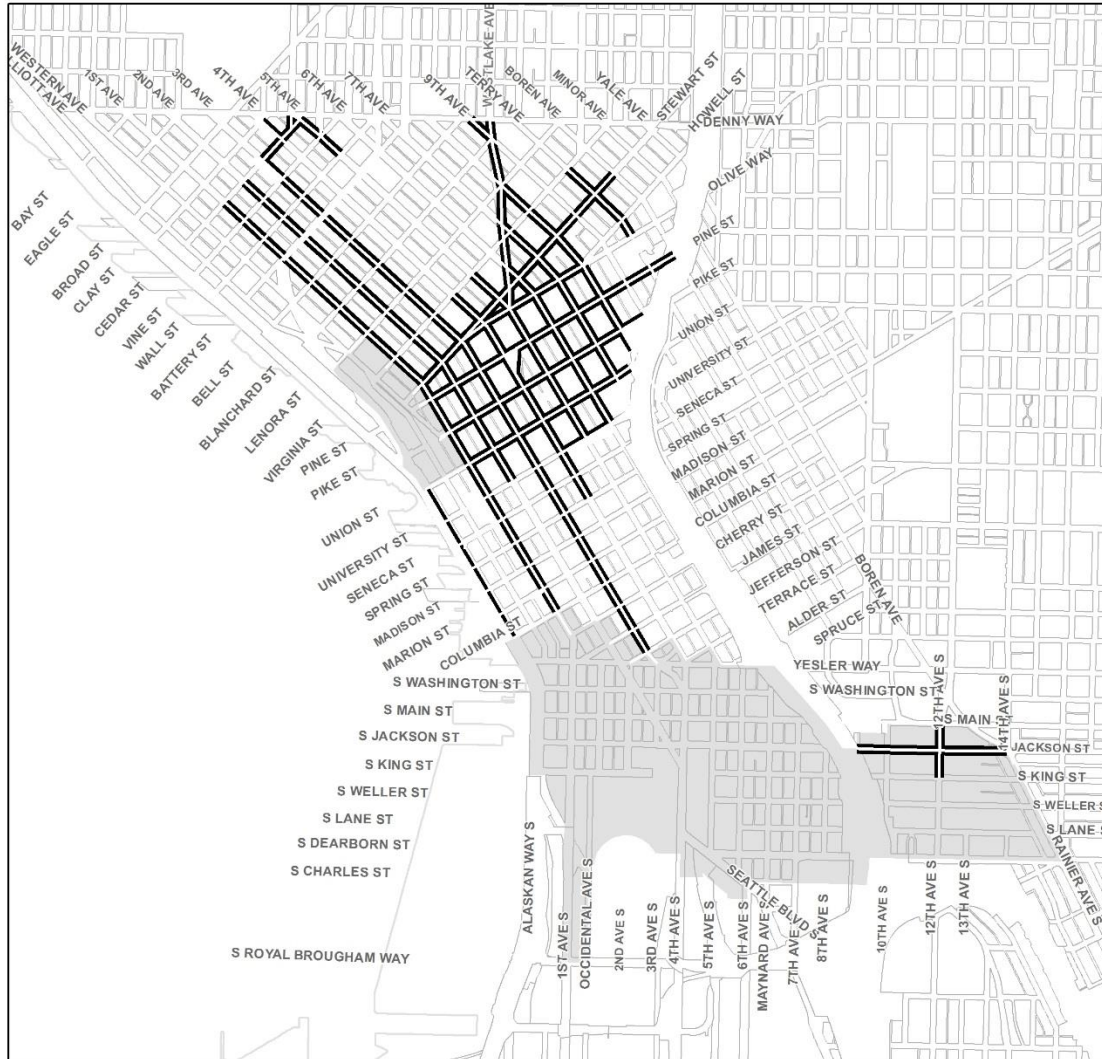 WESTERN AVE
LLIOTT AVE
1ST AVE
2ND AVE
3RD AVE
4TH AVE
5TH AVE
6TH AVE
7TH AVE
9TH AVE
WESTLAKE AVE
TERRY AVE
BOREN AVE
MINOR AVE
YALE AVE
STEWART ST
HOWELL ST
DENNY WAY
OLIVE WAY
PINE ST
PIKE ST
UNION ST
UNIVERSITY ST
SENECA ST
SPRING ST
MADISON ST
MARION ST
COLUMBIA ST
CHERRY ST
JAMES ST
JEFFERSON ST
TERRACE ST
ALDER ST
SPRUCE ST
BOREN AVE
YESLER WAY
S WASHINGTON ST
12TH AVE S
S MAIN
14TH AVE S
JACKSON ST
S KING ST
S WELLER S
S LANE S
RAINIER AVE S
BAY ST
EAGLE ST
BROAD ST
CLAY ST
CEDAR ST
VINE ST
WALL ST
BATTERY ST
BELL ST
BLANCHARD ST
LENORA ST
VIRGINIA ST
PINE ST
PIKE ST
UNION ST
UNIVERSITY ST
SENECA ST
SPRING ST
MADISON ST
MARION ST
COLUMBIA ST
S WASHINGTON ST
S MAIN ST
S JACKSON ST
S KING ST
S WELLER ST
S LANE ST
S DEARBORN ST
S CHARLES ST
S ROYAL BROUGHAM WAY
ALASKAN WAY S
1ST AVE S
OCCIDENTAL AVE S
2ND AVE S
3RD AVE S
4TH AVE S
5TH AVE S
6TH AVE S
MAYNARD AVE S
7TH AVE S
8TH AVE S
SEATTLE BLVD S
10TH AVE S
12TH AVE S
13TH AVE S